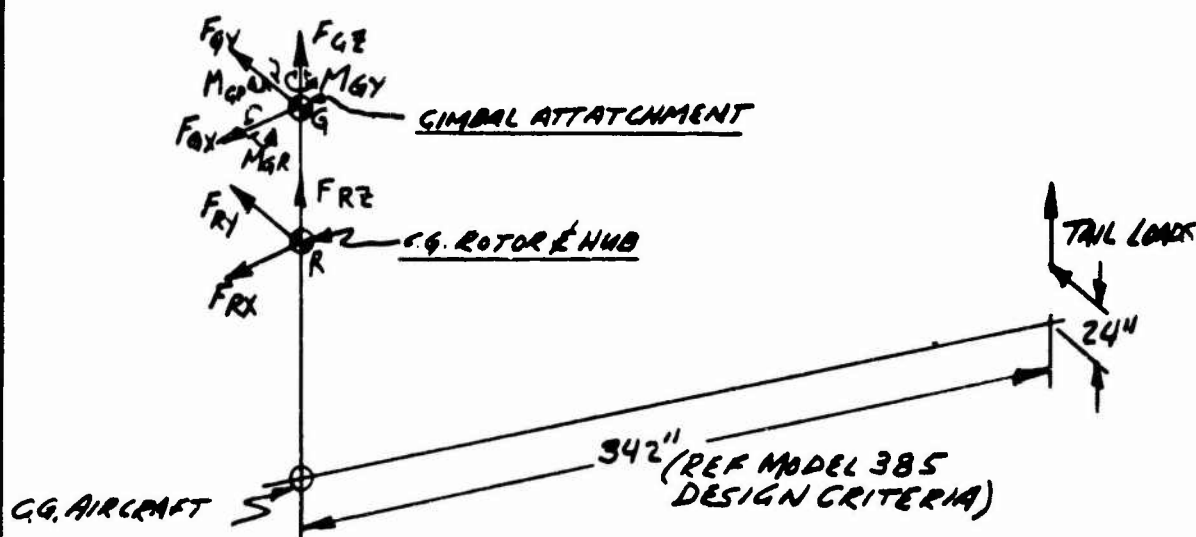 FGY
FGZ
MGP
MGY
G
GIMBAL ATTATCHMENT
FGX
MGR
FRZ
FRY
C.G. ROTOR & HUB
R
FRX
TAIL LOADS
24"
342" (REF MODEL 385
DESIGN CRITERIA)
C.G. AIRCRAFT